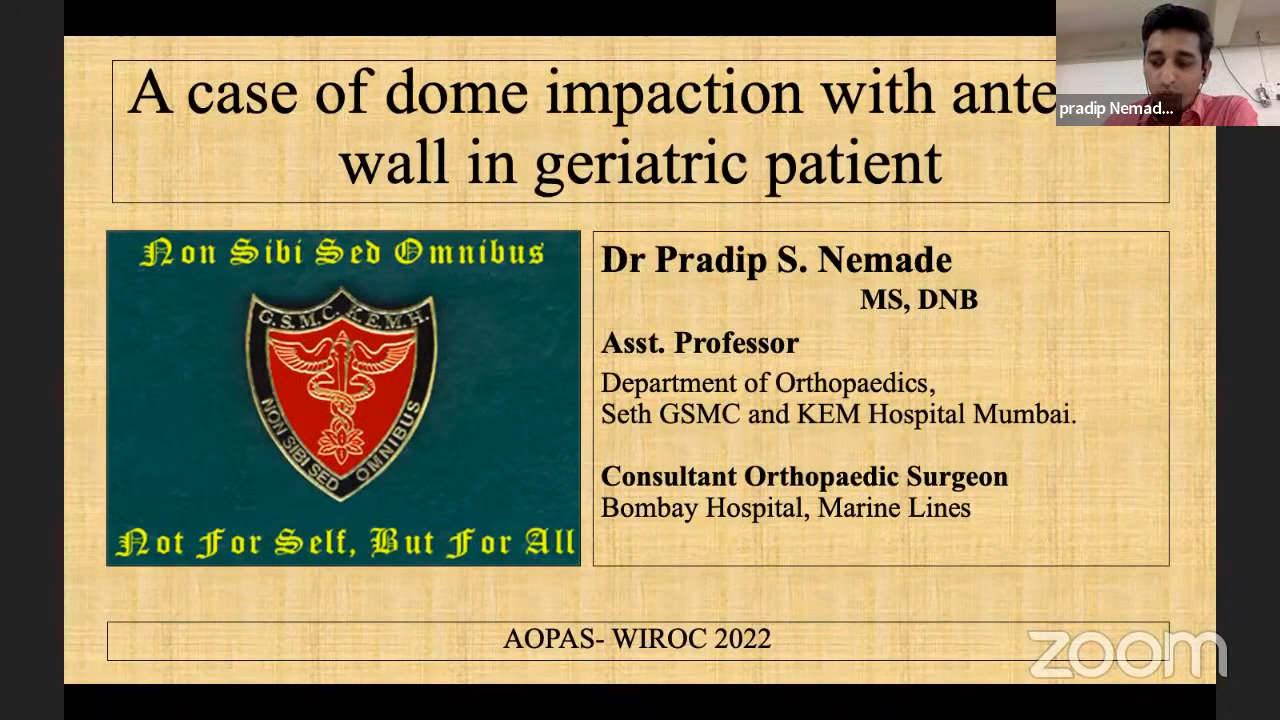 A case of dome impaction with ante
wall in geriatric patient
pradip Nemad...
Non Sibi Sed Omnibus
G.S.M.C. K.E.M.H.
NON SIBI SED OMNIBUS
Not For Self, But For All
Dr Pradip S. Nemade
MS, DNB
Asst. Professor
Department of Orthopaedics,
Seth GSMC and KEM Hospital Mumbai.
Consultant Orthopaedic Surgeon
Bombay Hospital, Marine Lines
AOPAS- WIROC 2022
zoom